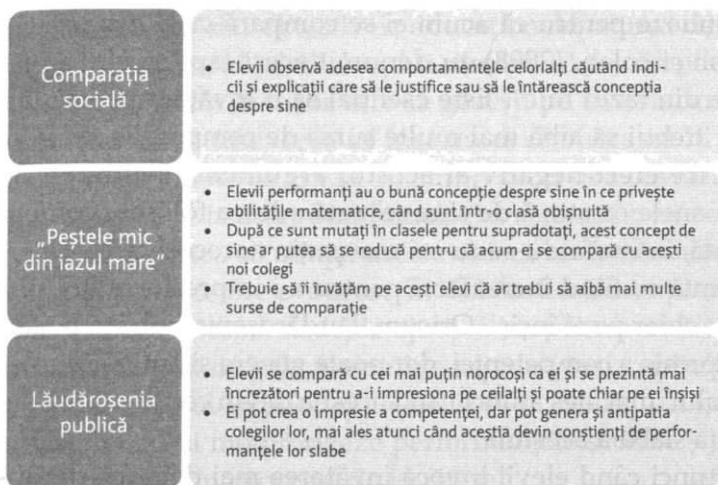 Comparația
socială
• Elevii observă adesea comportamentele celorlalți căutând indi-
cii și explicații care să le justifice sau să le întărească concepția
despre sine
„Peștele mic
din iazul mare”
• Elevii performanți au o bună concepție despre sine în ce privește
abilitățile matematice, când sunt într-o clasă obișnuită
• După ce sunt mutați în clasele pentru supradotați, acest concept de
sine ar putea să se reducă pentru că acum ei se compară cu acești
noi colegi
• Trebuie să îi învățăm pe acești elevi că ar trebui să aibă mai multe
surse de comparație
Lăudăroșenia
publică
• Elevii se compară cu cei mai puțin norocoși ca ei și se prezintă mai
încrezători pentru a-i impresiona pe ceilalți și poate chiar pe ei înșiși
• Ei pot crea o impresie a competenței, dar pot genera și antipatia
colegilor lor, mai ales atunci când aceștia devin conștienți de perfor-
manțele lor slabe